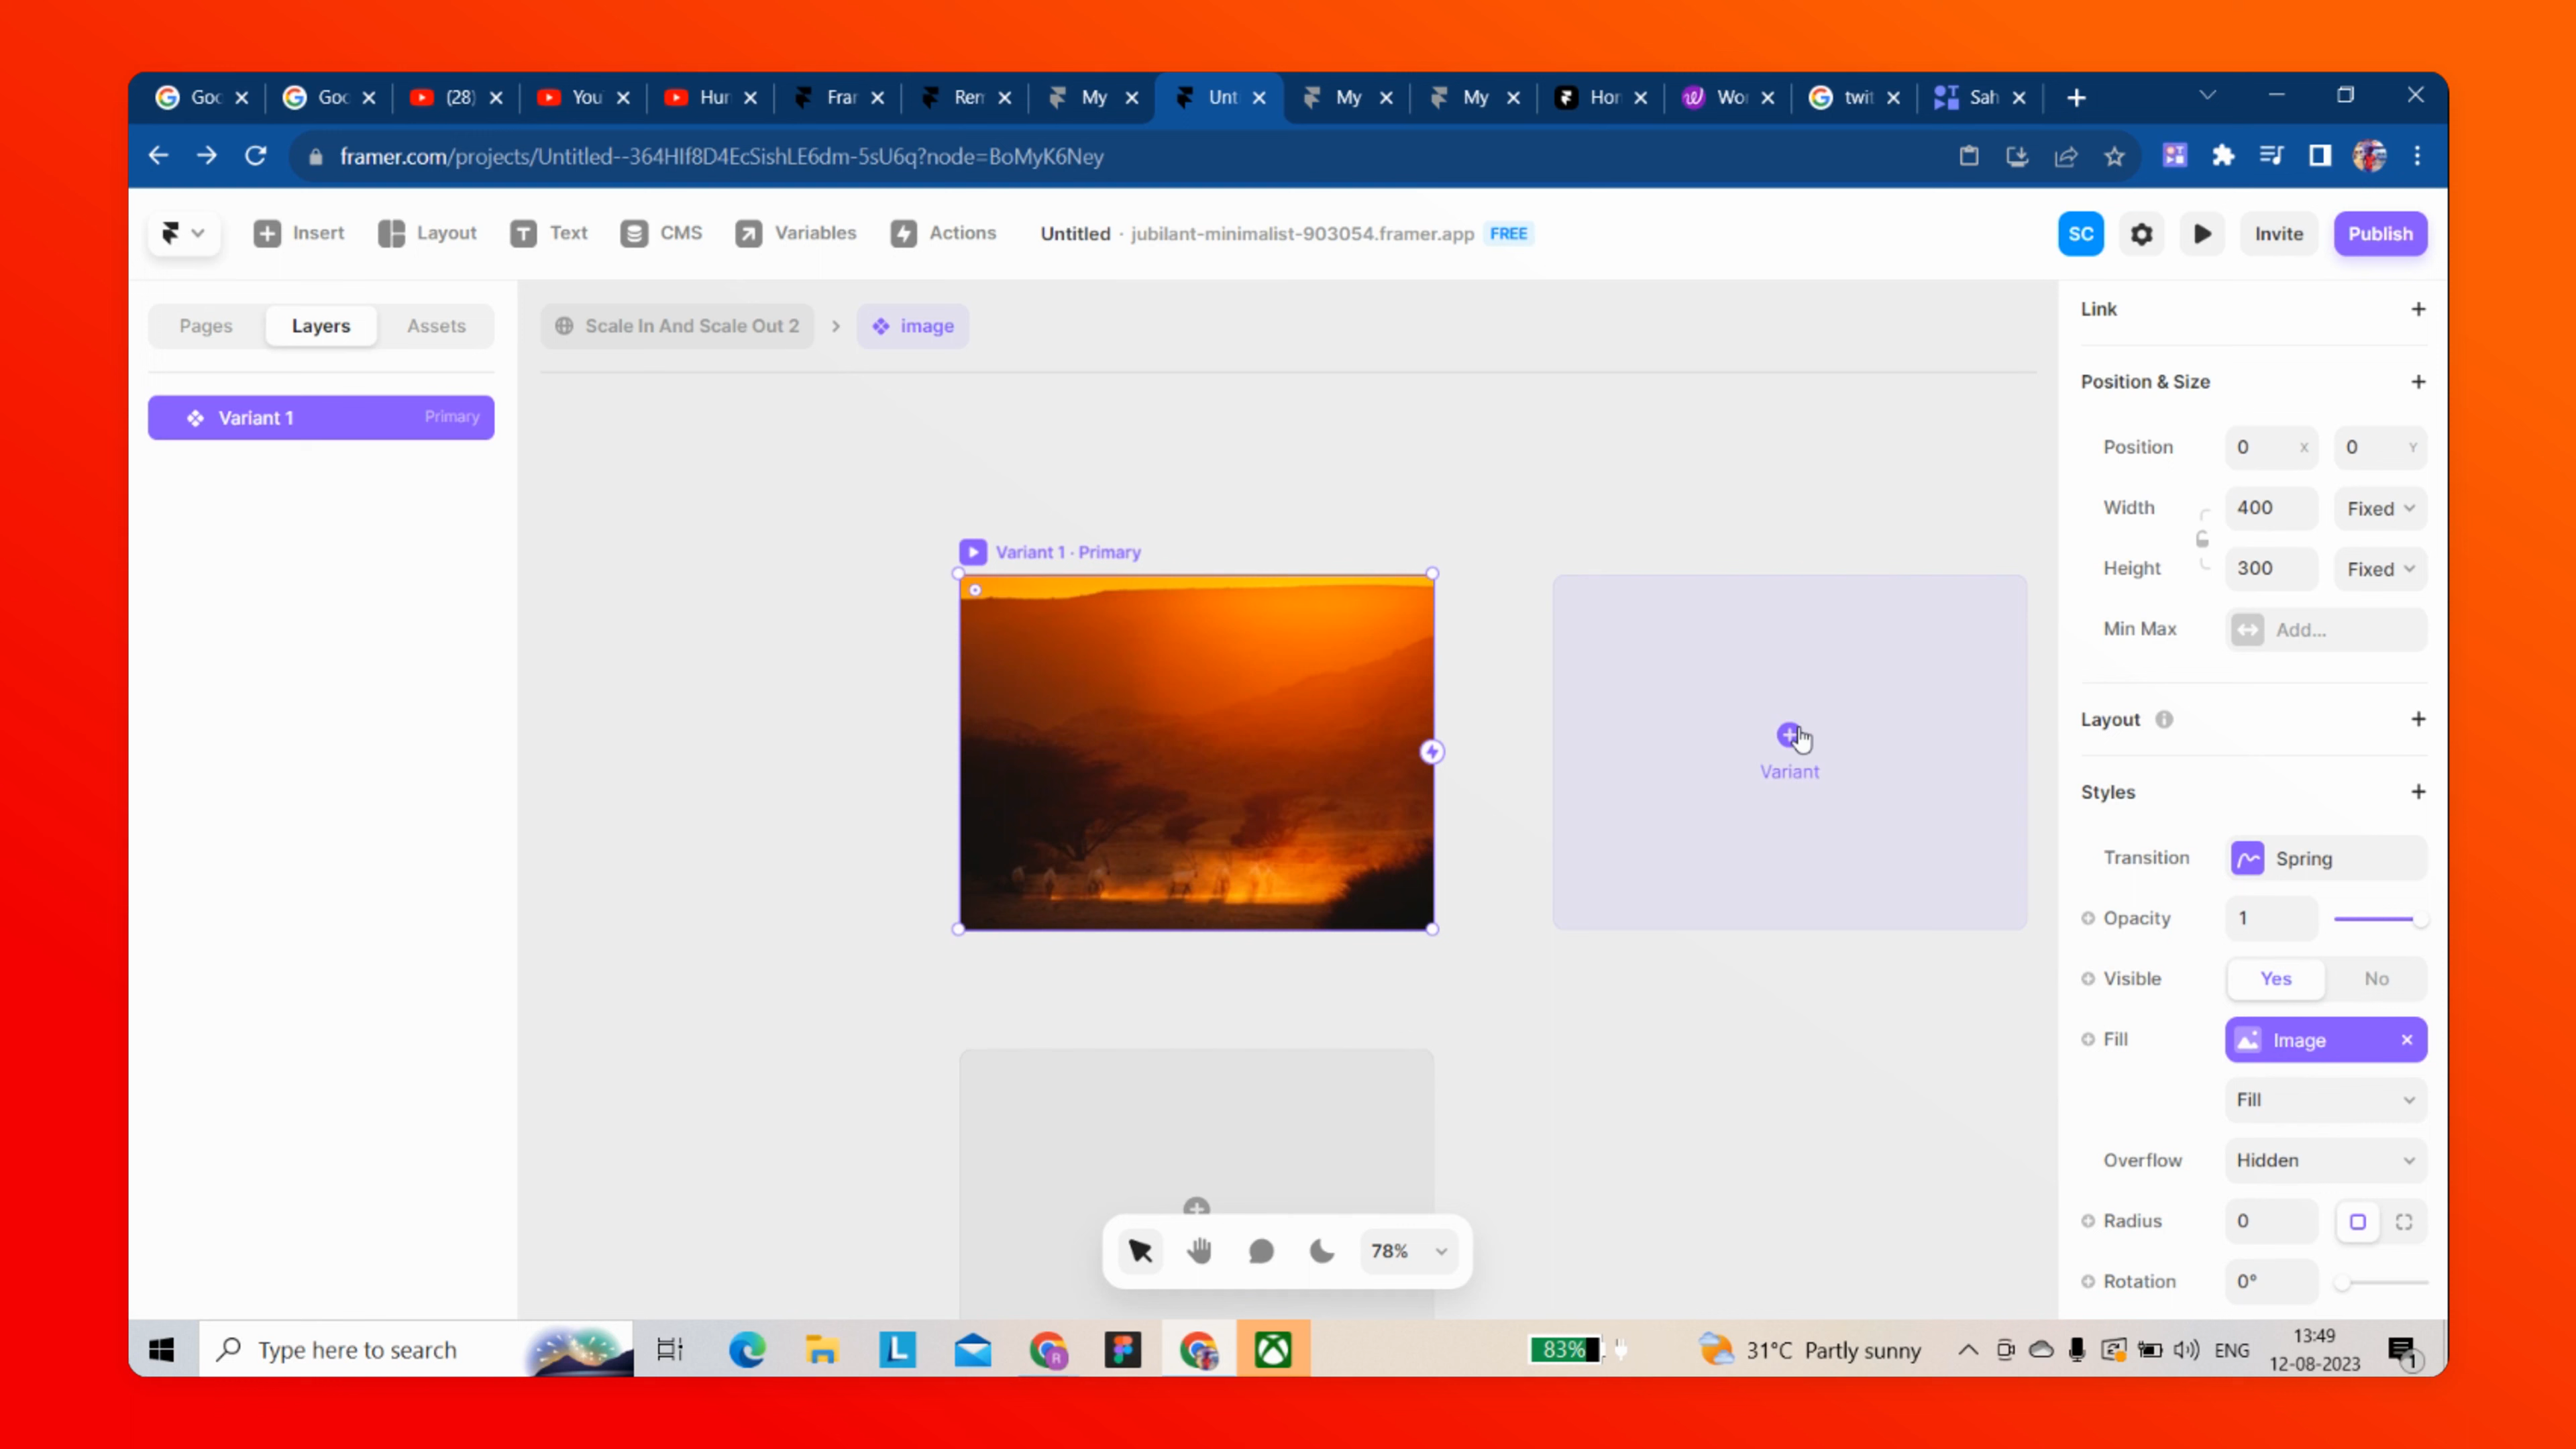 Goo
Goo
(28)
You
Hur
Frar
Rem
My
Unt
My
My
Hor
Wo
twit
Sah
framer.com/projects/Untitled--364HIf8D4EcSishLE6dm-5sU6q?node=BoMyK6Ney
Insert
Layout
Text
CMS
Variables
Actions
Untitled · jubilant-minimalist-903054.framer.app FREE
SC
Invite
Publish
Pages
Layers
Assets
Scale In And Scale Out 2
image
Variant 1
Primary
Variant 1 · Primary
Variant
78%
Link
Position & Size
Position 0 X 0 Y
Width 400 Fixed
Height 300 Fixed
Min Max Add...
Layout
Styles
Transition Spring
Opacity 1
Visible Yes No
Fill Image
Fill
Overflow Hidden
Radius 0
Rotation 0°
Type here to search
L
R
83%
31°C Partly sunny
ENG
13:49
12-08-2023
1